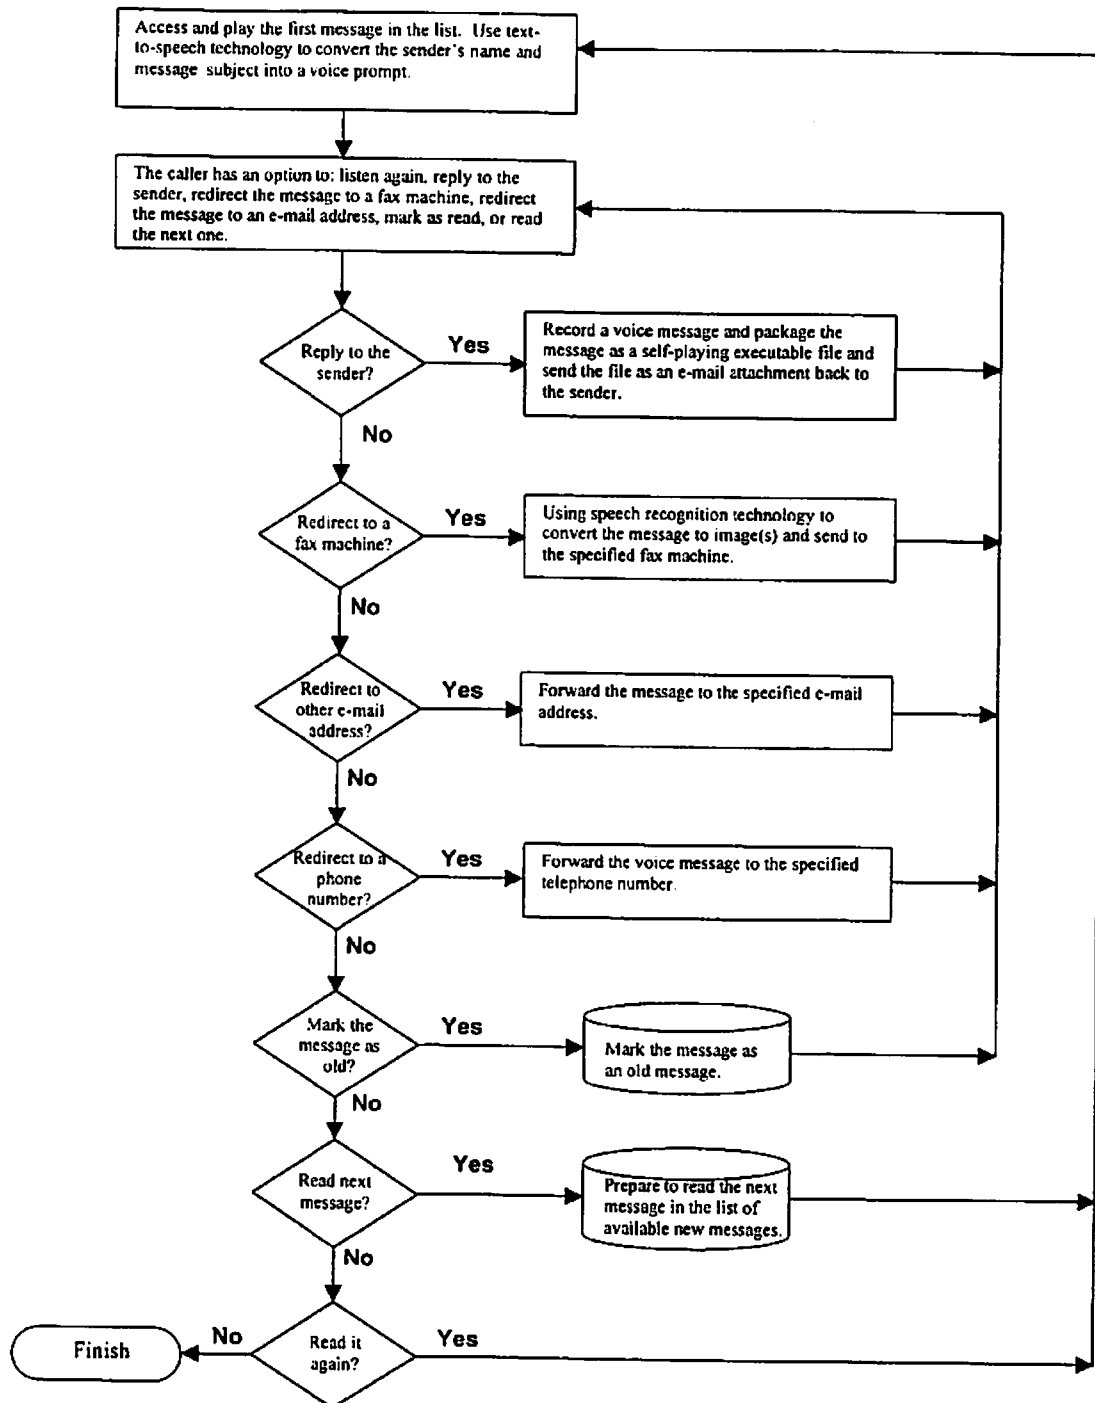 Access and play the first message in the list. Use text-
to-speech technology to convert the sender's name and
message subject into a voice prompt.
The caller has an option to: listen again, reply to the
sender, redirect the message to a fax machine, redirect
the message to an e-mail address, mark as read, or read
the next one.
Reply to the
sender?
Yes
Record a voice message and package the
message as a self-playing executable file and
send the file as an e-mail attachment back to
the sender.
No
Redirect to a
fax machine?
Yes
Using speech recognition technology to
convert the message to image(s) and send to
the specified fax machine.
No
Redirect to
other e-mail
address?
Yes
Forward the message to the specified e-mail
address.
No
Redirect to a
phone
number?
Yes
Forward the voice message to the specified
telephone number.
No
Mark the
message as
old?
Yes
Mark the message as
an old message.
No
Read next
message?
Yes
Prepare to read the next
message in the list of
available new messages.
No
Read it
again?
Yes
No
Finish